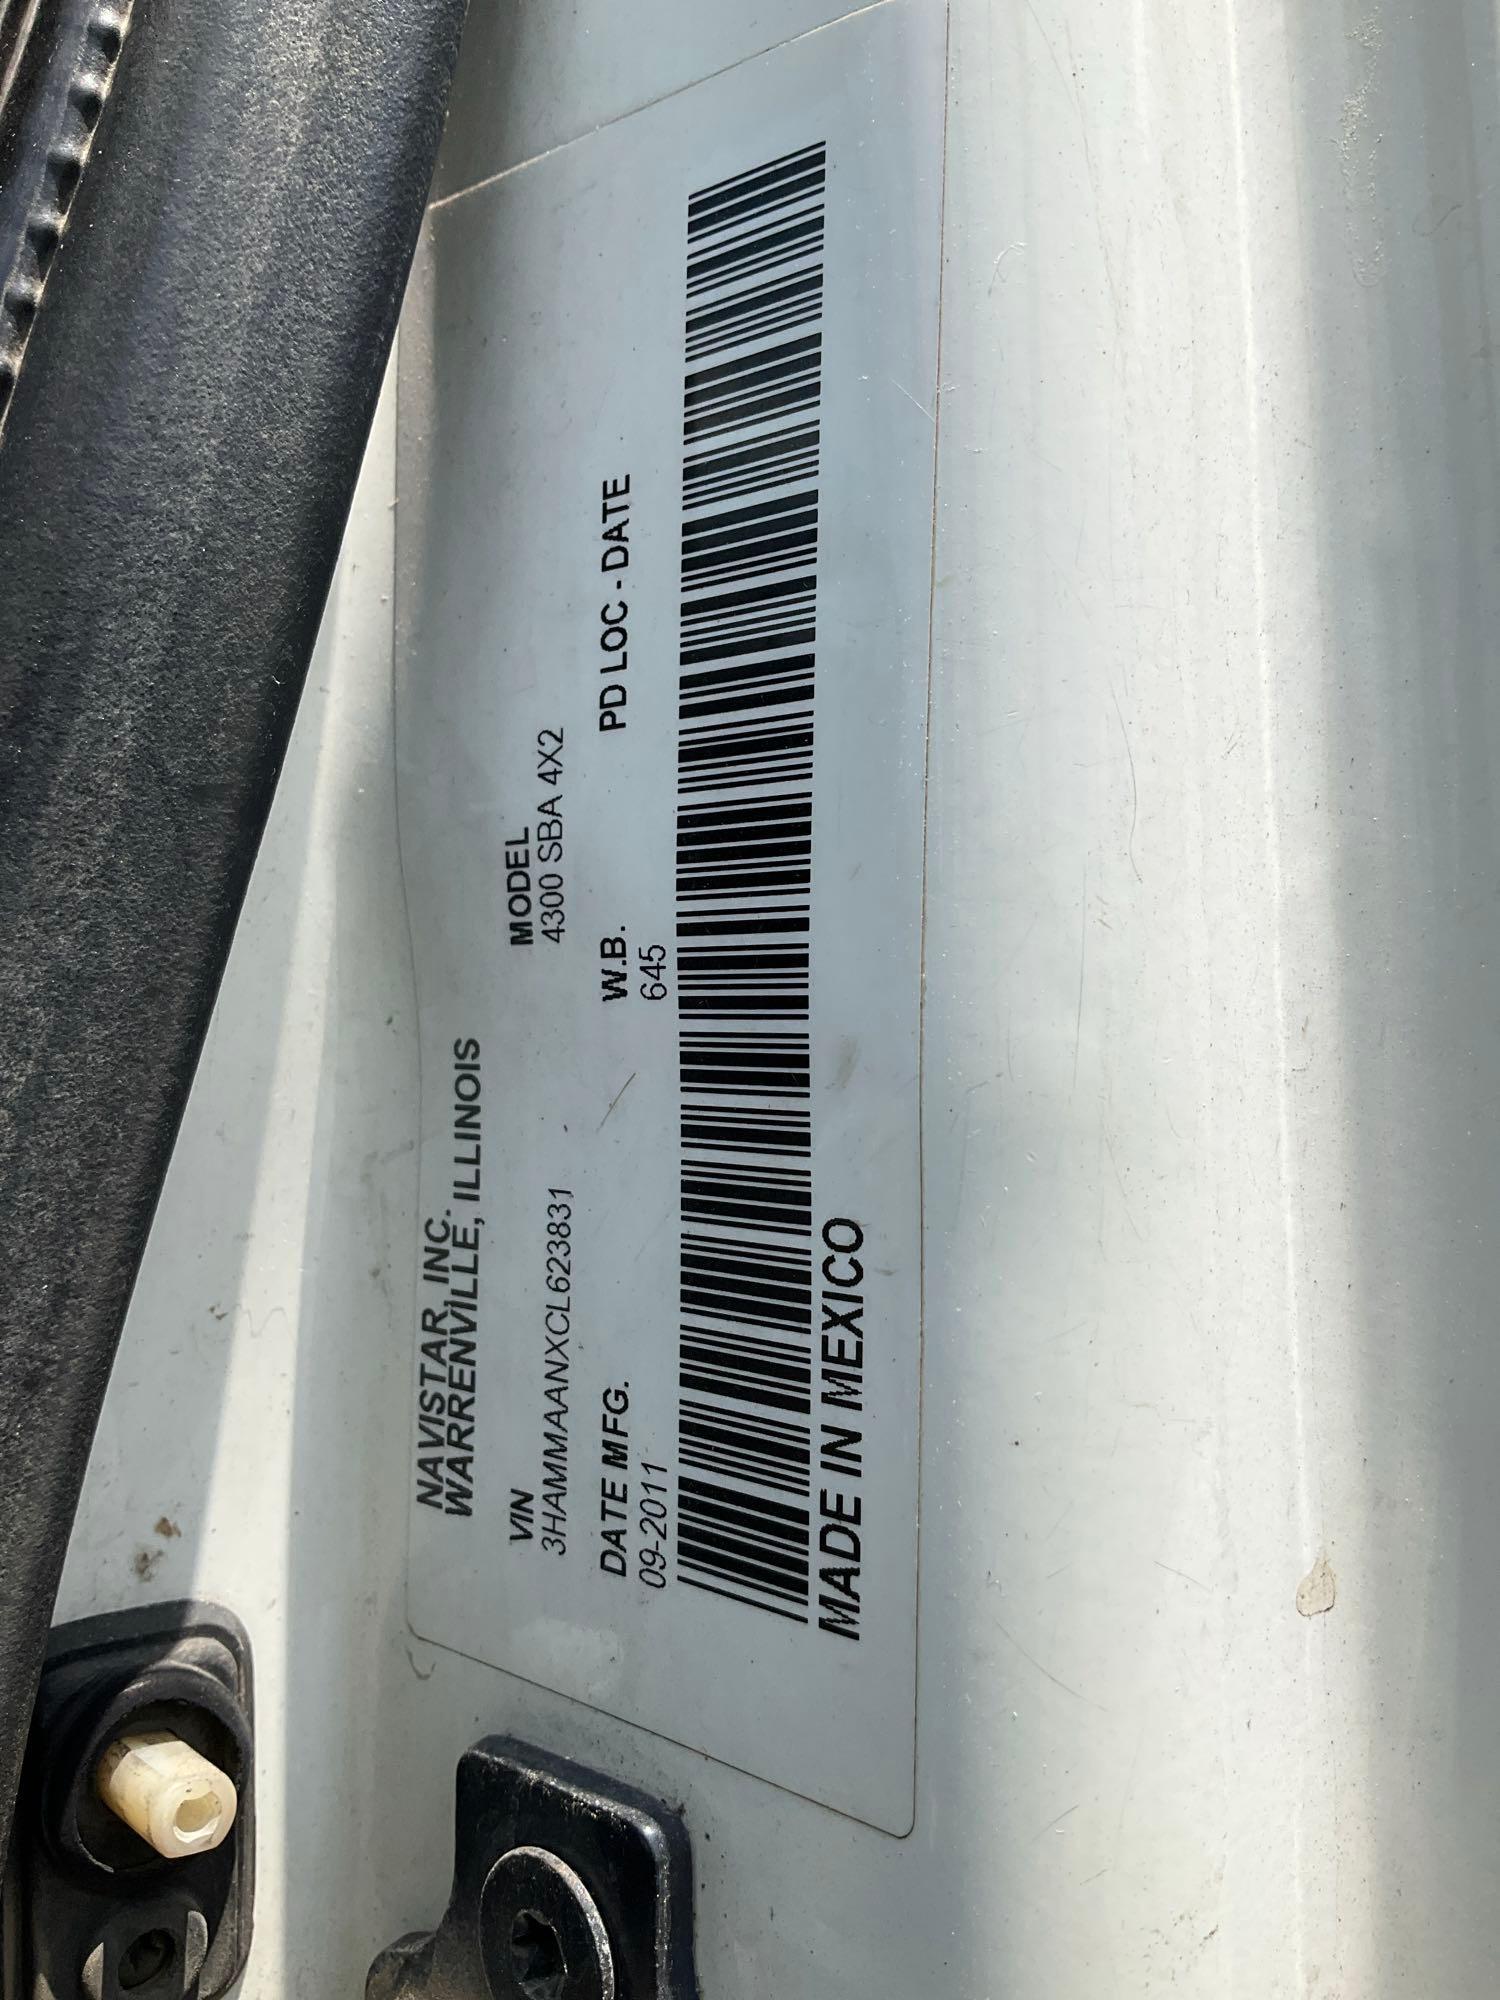 NAVISTAR, INC.
WARRENVILLE, ILLINOIS
VIN
3HAMMAANXCL623831
MODEL
4300 SBA 4X2
DATE MFG.
09-2011
W.B.
645
PD LOC - DATE
MADE IN MEXICO